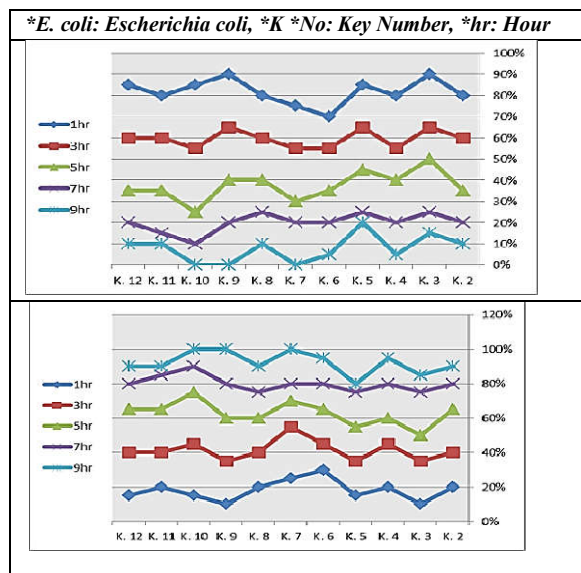 *E. coli: Escherichia coli, *K *No: Key Number, *hr: Hour
100%
90%
80%
70%
60%
50%
40%
30%
20%
10%
0%
1hr
3hr
5hr
7hr
9hr
K. 12 K. 11 K. 10 K. 9 K. 8 K. 7 K. 6 K. 5 K. 4 K. 3 K. 2
120%
100%
80%
60%
40%
20%
0%
1hr
3hr
5hr
7hr
9hr
K. 12 K. 11 K. 10 K. 9 K. 8 K. 7 K. 6 K. 5 K. 4 K. 3 K. 2